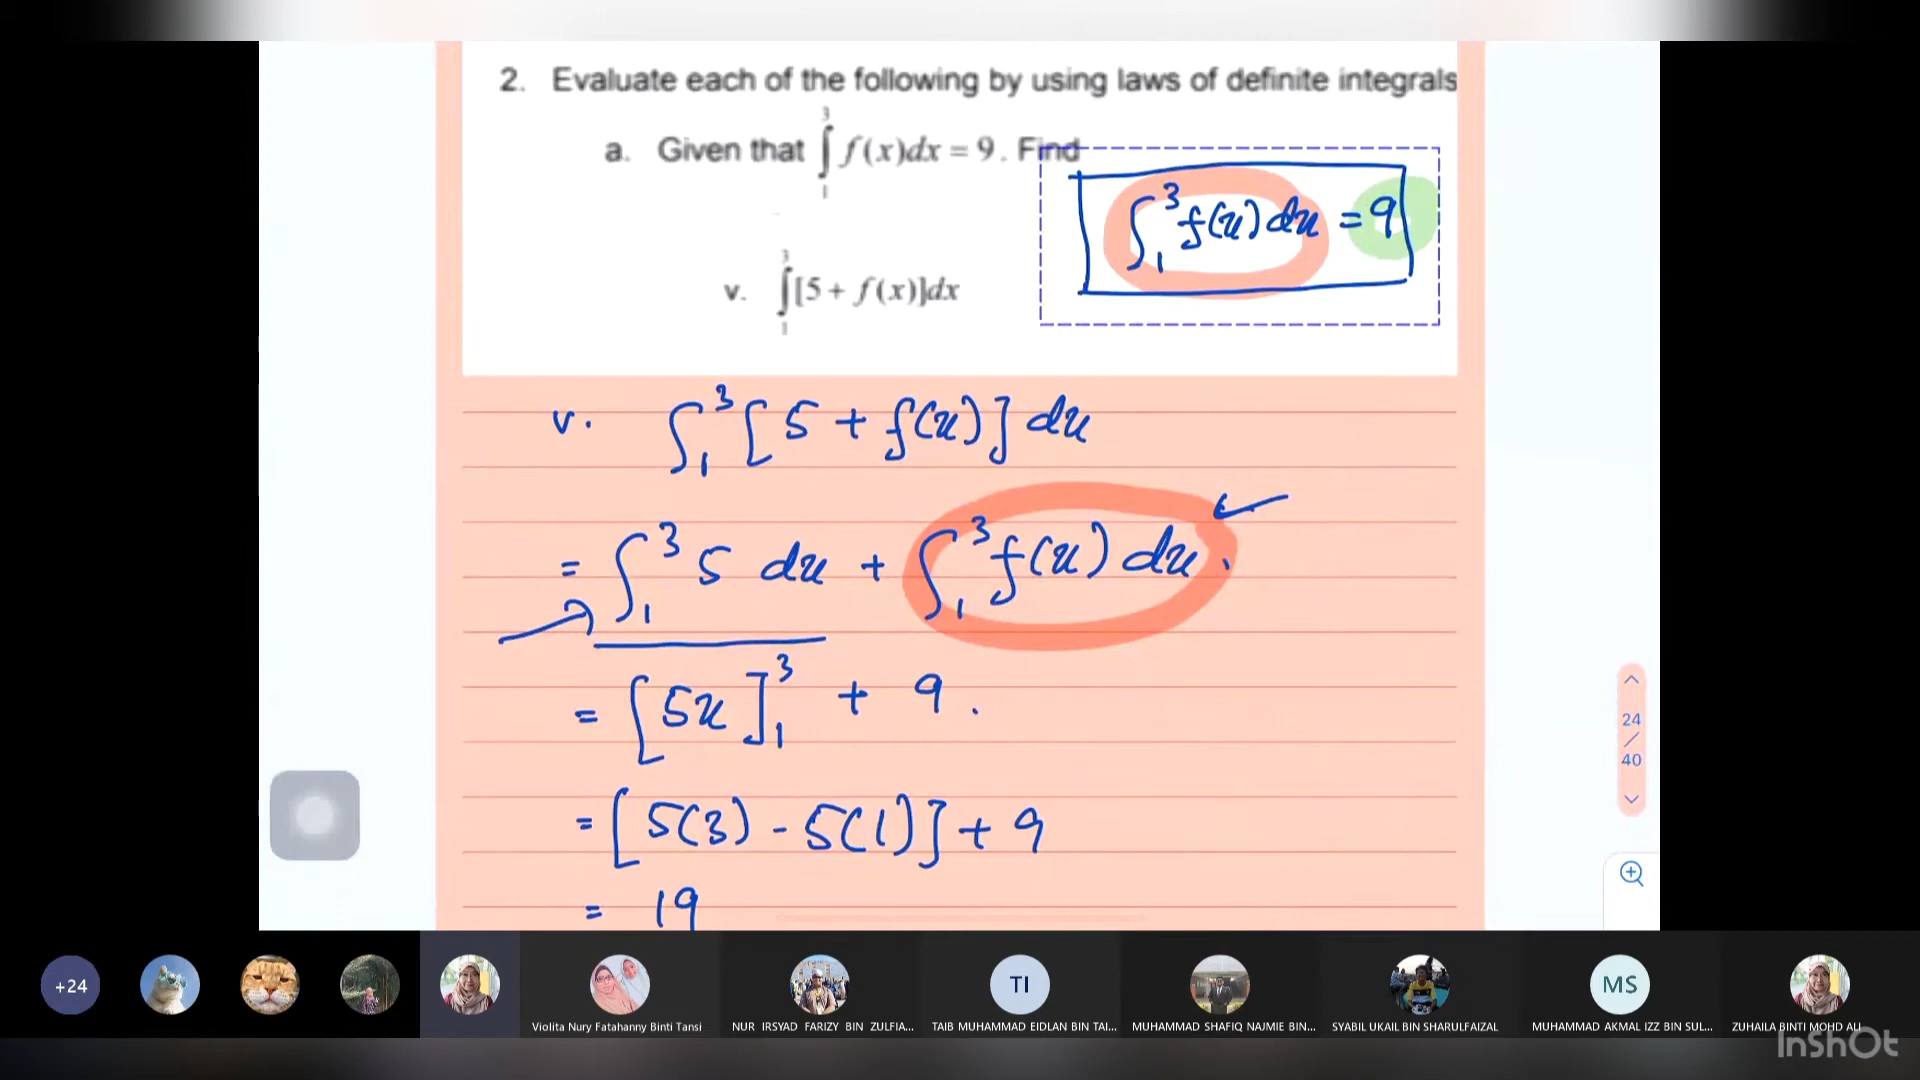 2. Evaluate each of the following by using laws of definite integrals
a. Given that ∫₁³ f(x)dx = 9. Find
∫₁³ f(x) dx = 9
v. ∫₁³ [5 + f(x)]dx
v. ∫₁³ [5 + f(x)] dx
= ∫₁³ 5 dx + ∫₁³ f(x) dx.
= [5x]₁³ + 9.
= [5(3) - 5(1)] + 9
= 19
24
/
40
+24
TI
MS
Violita Nury Fatahanny Binti Tansi
NUR IRSYAD FARIZY BIN ZULFIA...
TAIB MUHAMMAD EIDLAN BIN TAI...
MUHAMMAD SHAFIQ NAJMIE BIN...
SYABIL UKAIL BIN SHARULFAIZAL
MUHAMMAD AKMAL IZZ BIN SUL...
ZUHAILA BINTI MOHD ALI
InShOt